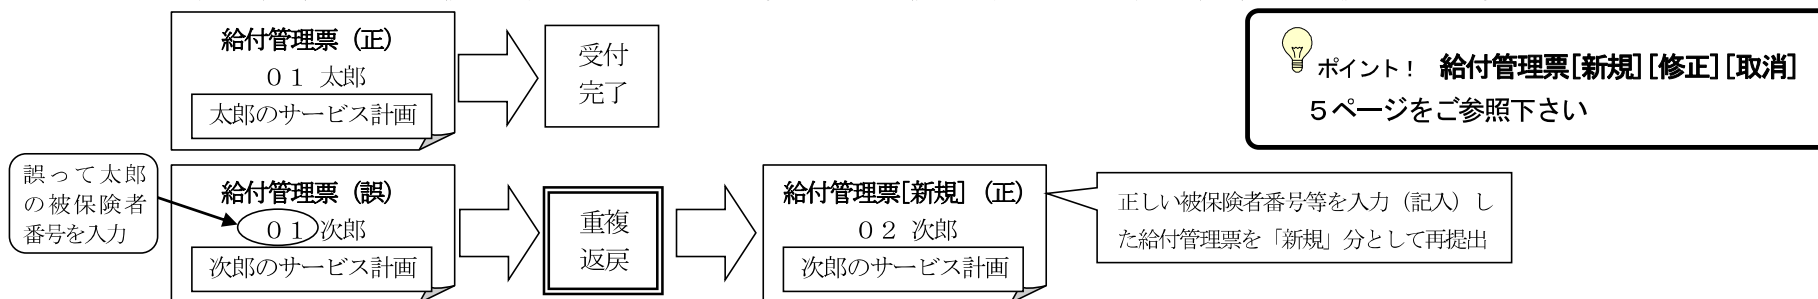 給付管理票（正）
０１ 太郎
太郎のサービス計画
受付
完了
ポイント！ 給付管理票[新規][修正][取消]
５ページをご参照下さい
誤って太郎
の被保険者
番号を入力
給付管理票（誤）
０１ 次郎
次郎のサービス計画
重複
返戻
給付管理票[新規]（正）
０２ 次郎
次郎のサービス計画
正しい被保険者番号等を入力（記入）し
た給付管理票を「新規」分として再提出